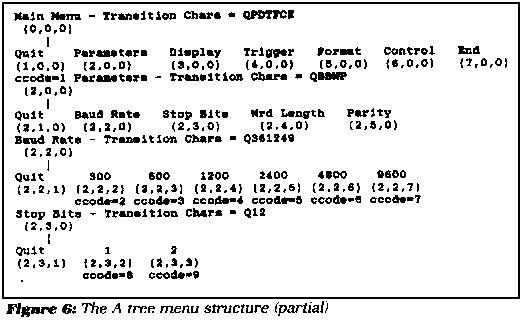 Main Menu - Transition Chars = QPDTFCE
(0,0,0)
Quit Parameters Display Trigger Format Control End
(1,0,0) (2,0,0) (3,0,0) (4,0,0) (5,0,0) (6,0,0) (7,0,0)
ccode=1 Parameters - Transition Chars = QBSWP
(2,0,0)
Quit Baud Rate Stop Bits Wrd Length Parity
(2,1,0) (2,2,0) (2,3,0) (2,4,0) (2,5,0)
Baud Rate - Transition Chars = Q361249
(2,2,0)
Quit 300 600 1200 2400 4800 9600
(2,2,1) (2,2,2) (2,2,3) (2,2,4) (2,2,5) (2,2,6) (2,2,7)
ccode=2 ccode=3 ccode=4 ccode=5 ccode=6 ccode=7
Stop Bits - Transition Chars = Q12
(2,3,0)
Quit 1 2
(2,3,1) (2,3,2) (2,3,3)
ccode=8 ccode=9
Figure 6: The A tree menu structure (partial)